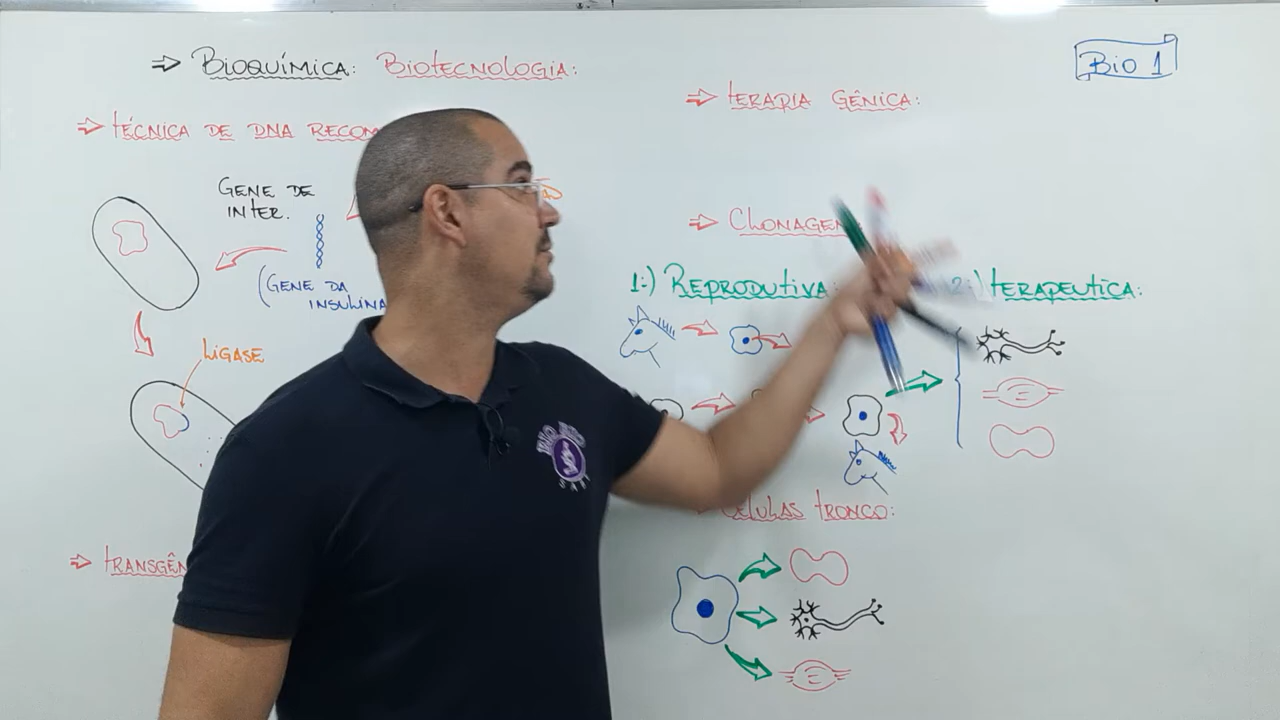 ⇒ BIOQUÍMICA: BIOTECNOLOGIA:
Bio 1
⇒ TÉCNICA DE DNA RECOM
GENE DE
INTER.
(GENE DA
INSULINA
LIGASE
⇒ TRANSGÊN
⇒ TERAPIA GÊNICA:
⇒ CLONAGEM
1:) REPRODUTIVA:
2:) TERAPEUTICA:
CÉLULAS TRONCO: